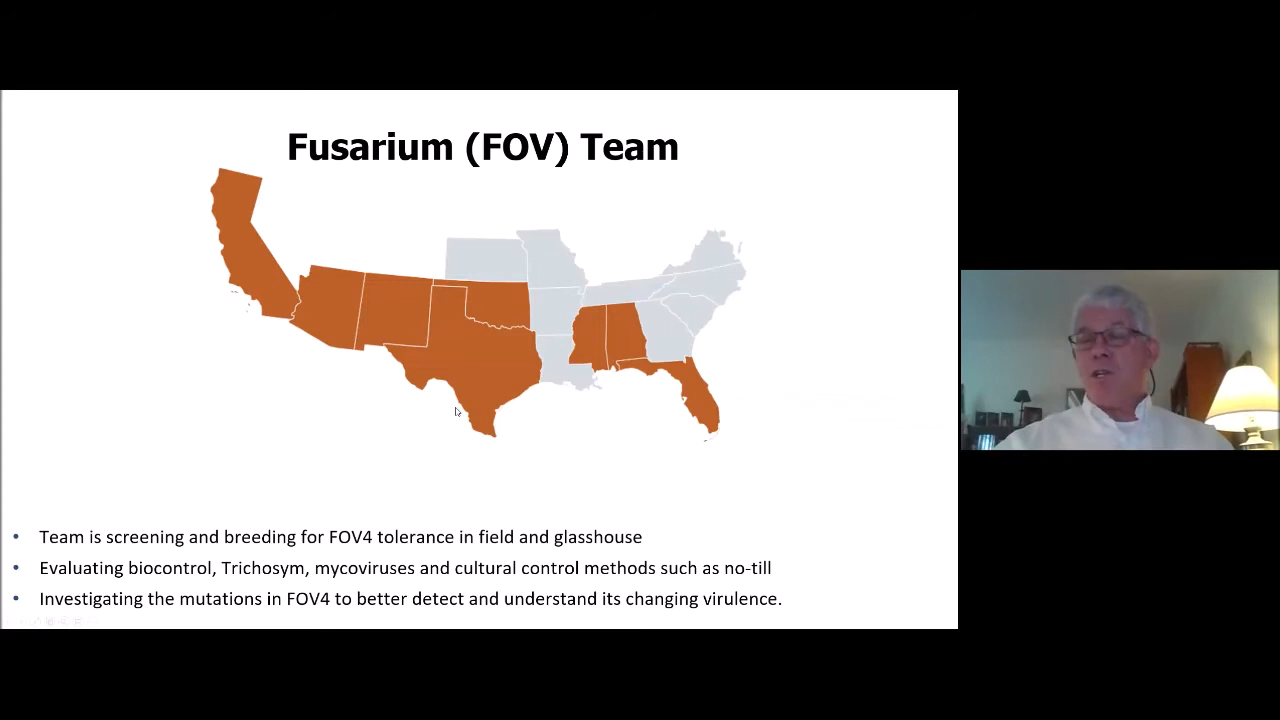 Fusarium (FOV) Team
• Team is screening and breeding for FOV4 tolerance in field and glasshouse
• Evaluating biocontrol, Trichosym, mycoviruses and cultural control methods such as no-till
• Investigating the mutations in FOV4 to better detect and understand its changing virulence.